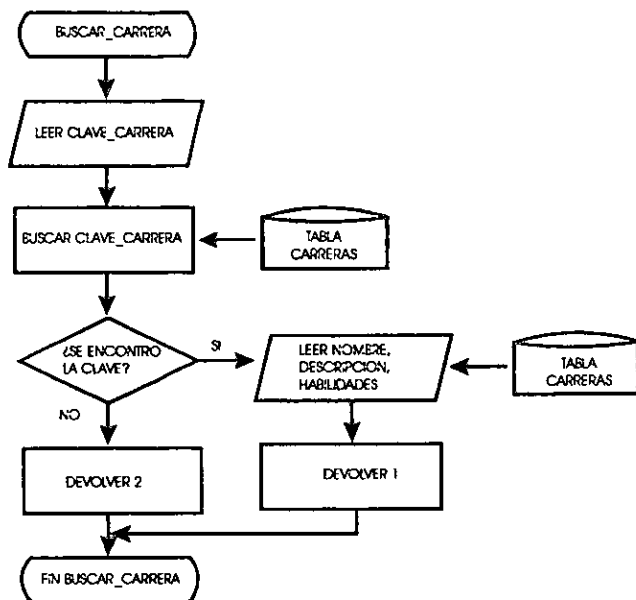 BUSCAR_CARRERA
LEER CLAVE_CARRERA
BUSCAR CLAVE_CARRERA
TABLA
CARRERAS
¿SE ENCONTRO
LA CLAVE?
SI
LEER NOMBRE,
DESCRIPCION,
HABILIDADES
TABLA
CARRERAS
NO
DEVOLVER 2
DEVOLVER 1
FIN BUSCAR_CARRERA